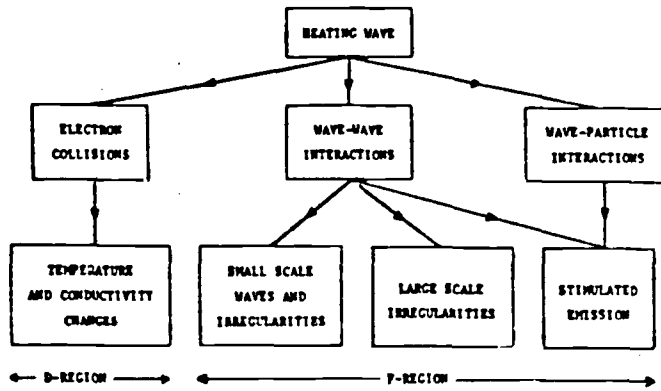 HEATING WAVE
ELECTRON
COLLISIONS
WAVE-WAVE
INTERACTIONS
WAVE-PARTICLE
INTERACTIONS
TEMPERATURE
AND CONDUCTIVITY
CHANGES
SMALL SCALE
WAVES AND
IRREGULARITIES
LARGE SCALE
IRREGULARITIES
STIMULATED
EMISSION
D-REGION
F-REGION